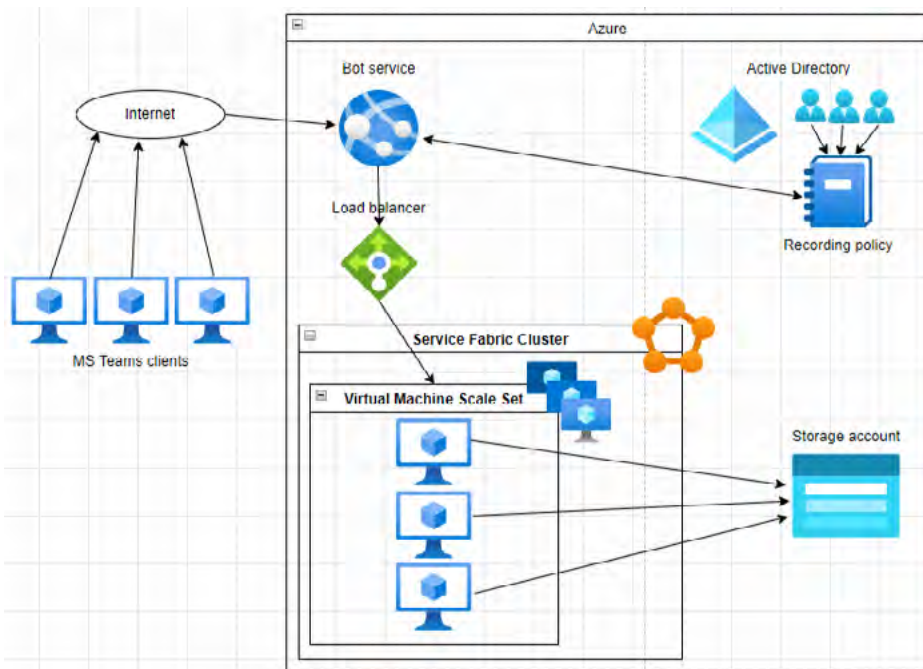 Azure
Bot service
Active Directory
Internet
Load balancer
Recording policy
MS Teams clients
Service Fabric Cluster
Virtual Machine Scale Set
Storage account